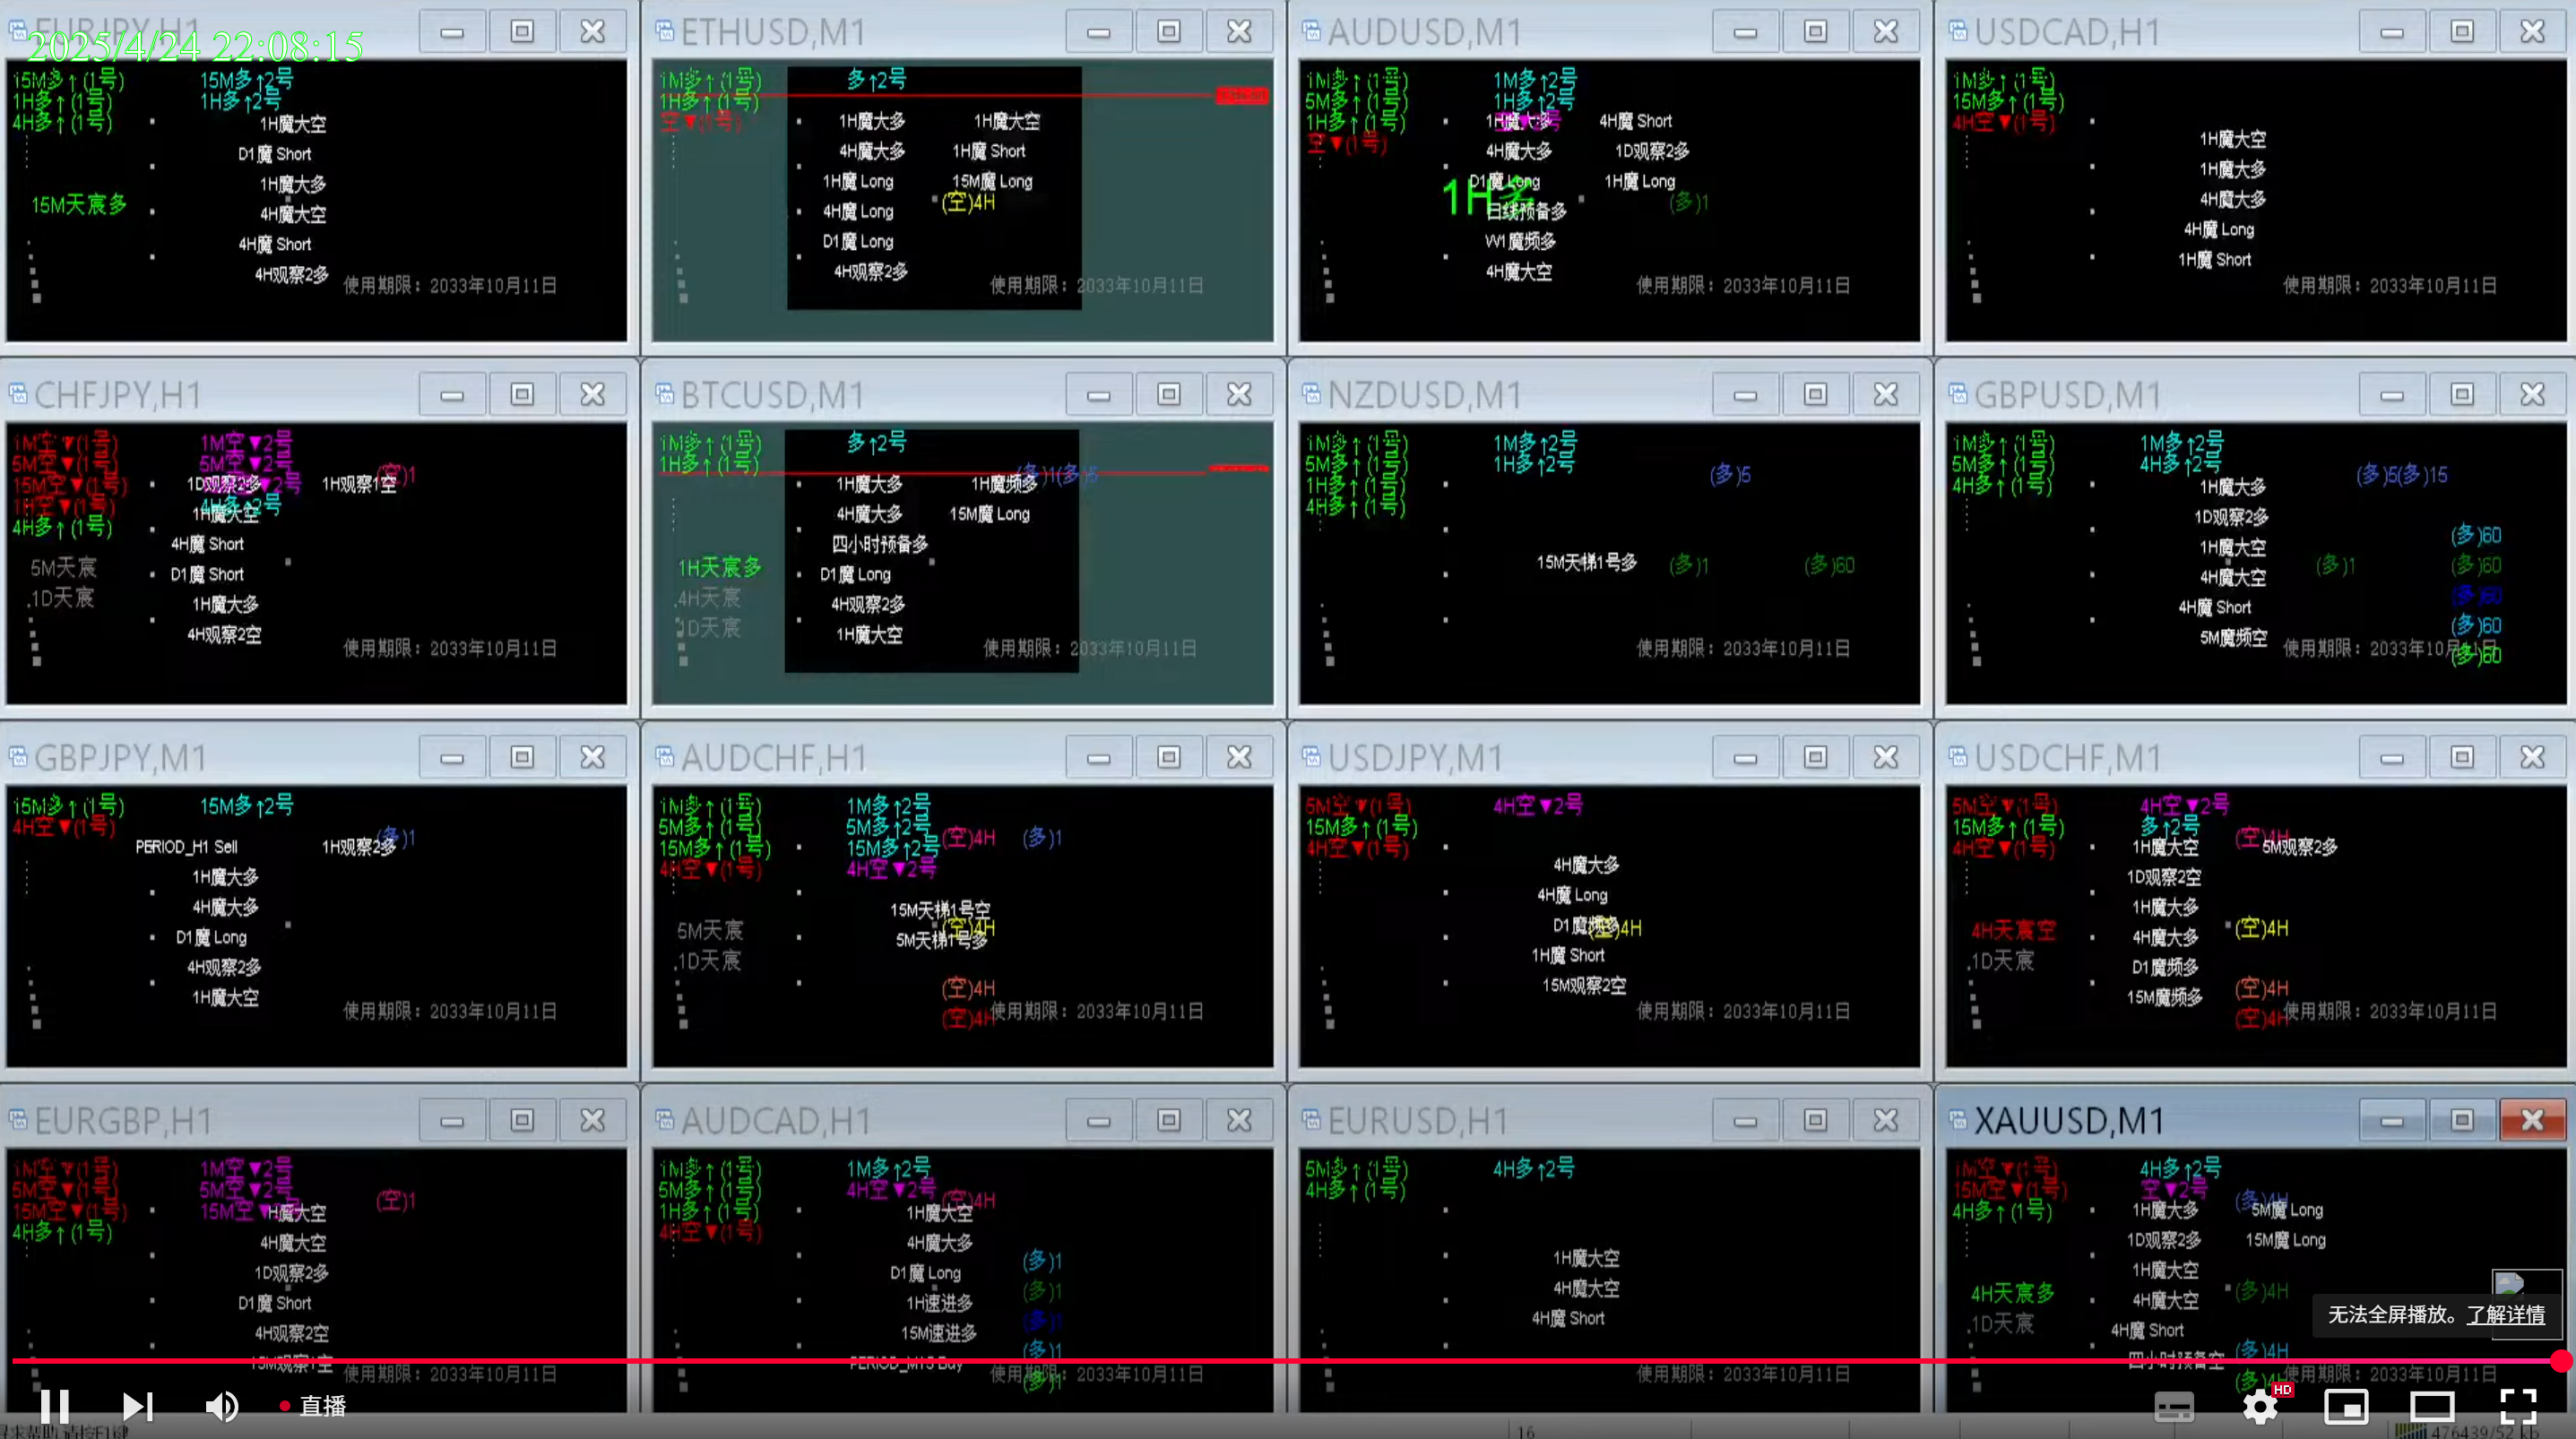 EURJPY,H1
2025/4/24 22:08:15
15M多↑(1号) 15M多↑2号
1H多↑(1号) 1H多↑2号
4H多↑(1号)
1H魔大空
D1魔 Short
1H魔大多
15M天宸多
4H魔大空
4H魔 Short
4H观察2多
使用期限：2033年10月11日
ETHUSD,M1
1M多↑(1号) 多↑2号
1H多↑(1号)
空▼(1号)
1H魔大多 1H魔大空
4H魔大多 1H魔 Short
1H魔 Long 15M魔 Long
(空)4H
4H魔 Long
D1魔 Long
4H观察2多
使用期限：2033年10月11日
AUDUSD,M1
1M多↑(1号) 1M多↑2号
5M多↑(1号) 1H多↑2号
1H多↑(1号) 1H魔大多 4H魔 Short
空▼(1号)
4H魔大多 1D观察2多
D1魔 Long 1H魔 Long
1H多 (多)1
日线预备多
W1魔频多
4H魔大空
使用期限：2033年10月11日
USDCAD,H1
1M多↑(1号)
15M多↑(1号)
4H空▼(1号)
1H魔大空
1H魔大多
4H魔大多
4H魔 Long
1H魔 Short
使用期限：2033年10月11日
CHFJPY,H1
1M空▼(1号) 1M空▼2号
5M空▼(1号) 5M空▼2号
(空)1
15M空▼(1号) 1D观察2多 1H观察1空
1H空▼(1号) 4H多↑2号
4H多↑(1号) 1H魔大空
4H魔 Short
5M天宸 D1魔 Short
.1D天宸 1H魔大多
4H观察2空
使用期限：2033年10月11日
BTCUSD,M1
1M多↑(1号) 多↑2号
1H多↑(1号)
(多)1(多)5
1H魔大多 1H魔频多
4H魔大多 15M魔 Long
四小时预备多
1H天宸多 D1魔 Long
.4H天宸 4H观察2多
1D天宸 1H魔大空
使用期限：2033年10月11日
NZDUSD,M1
1M多↑(1号) 1M多↑2号
5M多↑(1号) 1H多↑2号
(多)5
1H多↑(1号)
4H多↑(1号)
15M天梯1号多 (多)1 (多)60
使用期限：2033年10月11日
GBPUSD,M1
1M多↑(1号) 1M多↑2号
5M多↑(1号) 4H多↑2号
(多)5(多)15
4H多↑(1号) 1H魔大多
1D观察2多
(多)60
1H魔大空
(多)1 (多)60
4H魔大空
(多)60
4H魔 Short
(多)60
5M魔频空
使用期限：2033年10月11日
(多)60
GBPJPY,M1
15M多↑(1号) 15M多↑2号
4H空▼(1号)
(多)1
PERIOD_H1 Sell 1H观察2多
1H魔大多
4H魔大多
D1魔 Long
4H观察2多
1H魔大空
使用期限：2033年10月11日
AUDCHF,H1
1M多↑(1号) 1M多↑2号
5M多↑(1号) 5M多↑2号
(空)4H (多)1
15M多↑(1号) 15M多↑2号
4H空▼(1号) 4H空▼2号
15M天梯1号空
5M天宸 (空)4H
5M天梯1号多
.1D天宸
(空)4H
(空)4H
使用期限：2033年10月11日
USDJPY,M1
5M空▼(1号) 4H空▼2号
15M多↑(1号)
4H空▼(1号)
4H魔大多
4H魔 Long
D1魔频多
(空)4H
1H魔 Short
15M观察2空
使用期限：2033年10月11日
USDCHF,M1
5M空▼(1号) 4H空▼2号
15M多↑(1号) 多↑2号
(空)4H
4H空▼(1号) 1H魔大空 5M观察2多
1D观察2空
1H魔大多
4H天宸空 4H魔大多 (空)4H
.1D天宸 D1魔频多
15M魔频多 (空)4H
(空)4H
使用期限：2033年10月11日
EURGBP,H1
1M空▼(1号) 1M空▼2号
5M空▼(1号) 5M空▼2号
(空)1
15M空▼(1号) 15M空▼ 1H魔大空
4H多↑(1号) 4H魔大空
1D观察2多
D1魔 Short
4H观察2空
15M观察1空
使用期限：2033年10月11日
AUDCAD,H1
1M多↑(1号) 1M多↑2号
5M多↑(1号) 4H空▼2号
(空)4H
1H多↑(1号) 1H魔大空
4H空▼(1号) 4H魔大多
(多)1
D1魔 Long
(多)1
1H速进多
(多)1
15M速进多
(多)1
PERIOD_M15 Buy
使用期限：2033年10月11日
(多)1
EURUSD,H1
5M多↑(1号) 4H多↑2号
4H多↑(1号)
1H魔大空
4H魔大空
4H魔 Short
使用期限：2033年10月11日
XAUUSD,M1
1M空▼(1号) 4H多↑2号
15M空▼(1号) 空▼2号
(多)4H
4H多↑(1号) 1H魔大多 5M魔 Long
1D观察2多 15M魔 Long
1H魔大空
4H天宸多 4H魔大空 (多)4H
.1D天宸 4H魔 Short
四小时预备空 (多)4H
使用期限：2033年10月11日
无法全屏播放。了解详情
直播
HD
寻求帮助,请按F1键
16
476439/52 kb